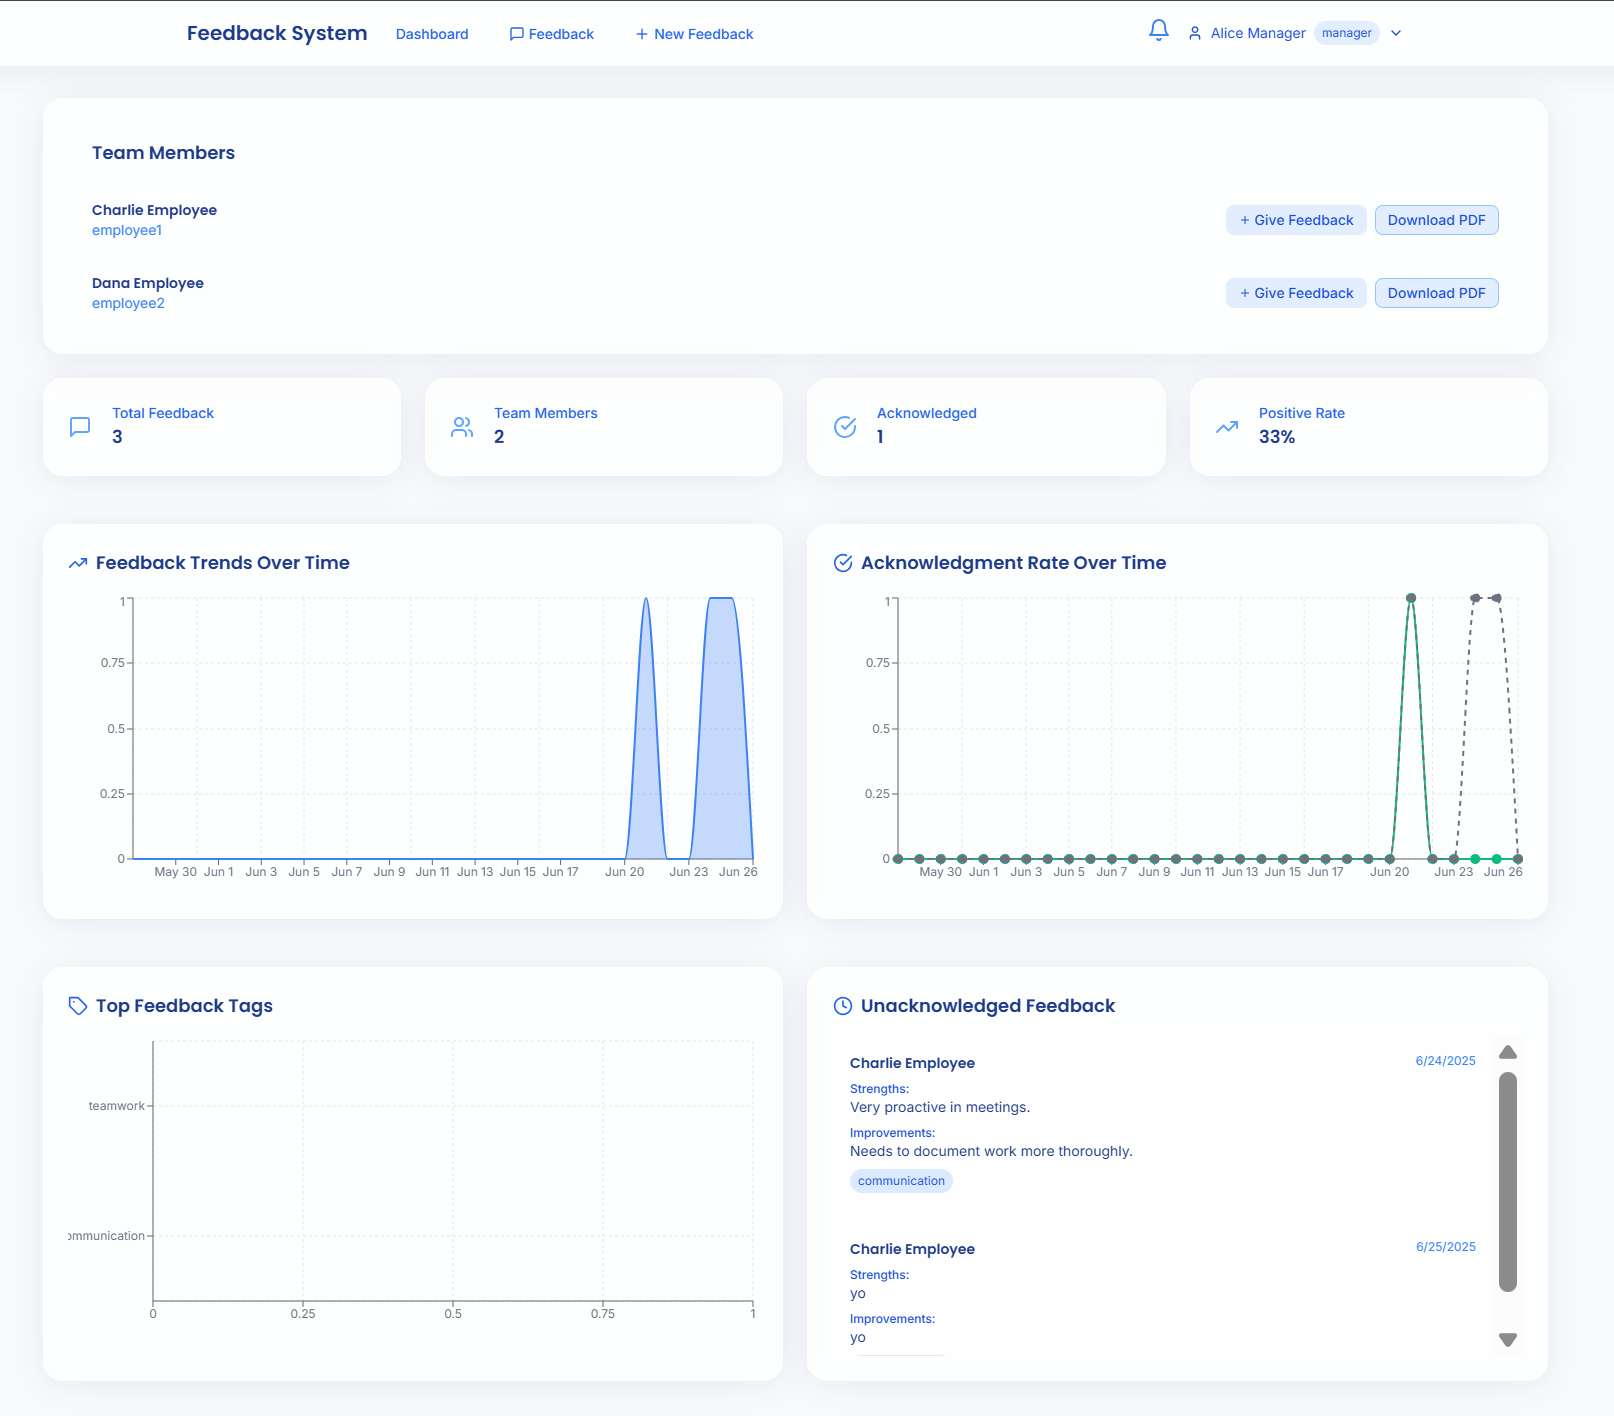 Feedback System Dashboard Feedback New Feedback Alice Manager manager
Team Members
Charlie Employee
employee1
+ Give Feedback Download PDF
Dana Employee
employee2
+ Give Feedback Download PDF
Total Feedback
3
Team Members
2
Acknowledged
1
Positive Rate
33%
Feedback Trends Over Time
1
0.75
0.5
0.25
0
May 30 Jun 1 Jun 3 Jun 5 Jun 7 Jun 9 Jun 11 Jun 13 Jun 15 Jun 17 Jun 20 Jun 23 Jun 26
Acknowledgment Rate Over Time
1
0.75
0.5
0.25
0
May 30 Jun 1 Jun 3 Jun 5 Jun 7 Jun 9 Jun 11 Jun 13 Jun 15 Jun 17 Jun 20 Jun 23 Jun 26
Top Feedback Tags
teamwork
ommunication
0 0.25 0.5 0.75 1
Unacknowledged Feedback
Charlie Employee 6/24/2025
Strengths:
Very proactive in meetings.
Improvements:
Needs to document work more thoroughly.
communication
Charlie Employee 6/25/2025
Strengths:
yo
Improvements:
yo